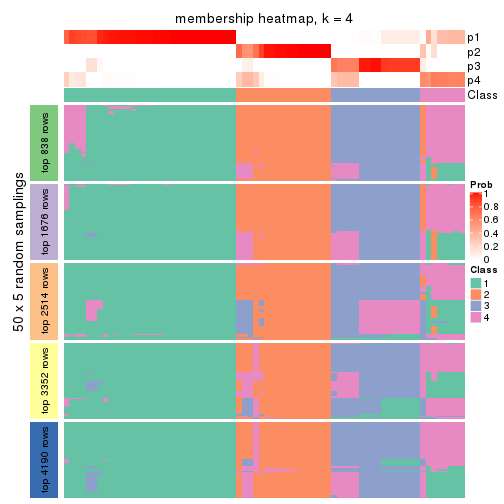 membership heatmap, k = 4
p1
p2
p3
p4
Class
50 x 5 random samplings
top 838 rows
top 1676 rows
top 2514 rows
top 3352 rows
top 4190 rows
Prob
1
0.8
0.6
0.4
0.2
0
Class
1
2
3
4